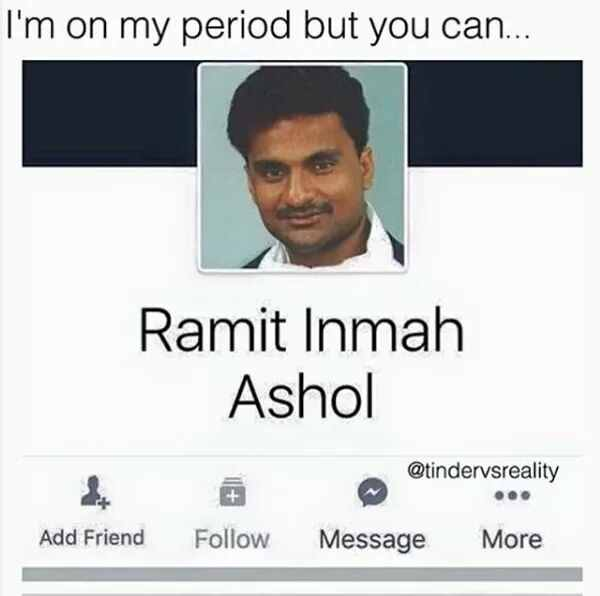 I'm on my period but you can...
Ramit Inmah
Ashol
@tindervsreality
Add Friend
Follow
Message
More